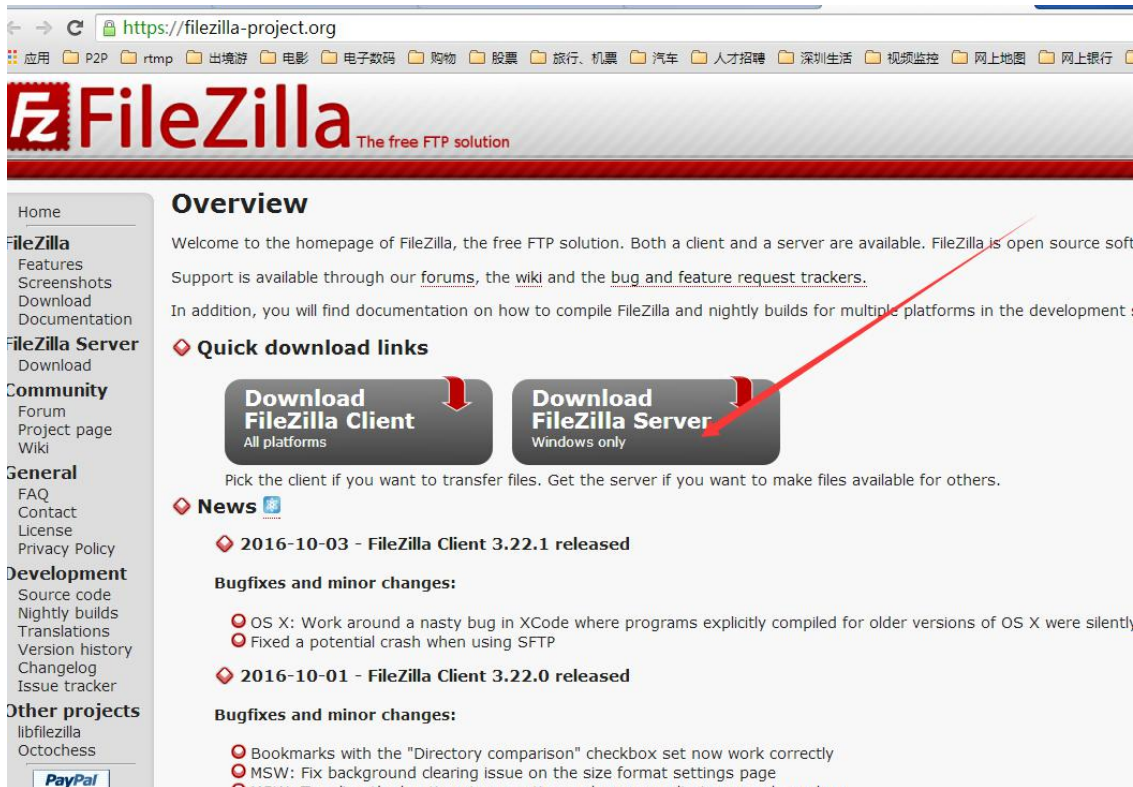 https://filezilla-project.org
应用 P2P rtmp 出境游 电影 电子数码 购物 股票 旅行、机票 汽车 人才招聘 深圳生活 视频监控 网上地图 网上银行
FZ FileZilla The free FTP solution
Home
FileZilla
Features
Screenshots
Download
Documentation
FileZilla Server
Download
Community
Forum
Project page
Wiki
General
FAQ
Contact
License
Privacy Policy
Development
Source code
Nightly builds
Translations
Version history
Changelog
Issue tracker
Other projects
libfilezilla
Octochess
PayPal
Overview
Welcome to the homepage of FileZilla, the free FTP solution. Both a client and a server are available. FileZilla is open source soft
Support is available through our forums, the wiki and the bug and feature request trackers.
In addition, you will find documentation on how to compile FileZilla and nightly builds for multiple platforms in the development s
Quick download links
Download
FileZilla Client
All platforms
Download
FileZilla Server
Windows only
Pick the client if you want to transfer files. Get the server if you want to make files available for others.
News
2016-10-03 - FileZilla Client 3.22.1 released
Bugfixes and minor changes:
OS X: Work around a nasty bug in XCode where programs explicitly compiled for older versions of OS X were silently
Fixed a potential crash when using SFTP
2016-10-01 - FileZilla Client 3.22.0 released
Bugfixes and minor changes:
Bookmarks with the "Directory comparison" checkbox set now work correctly
MSW: Fix background clearing issue on the size format settings page